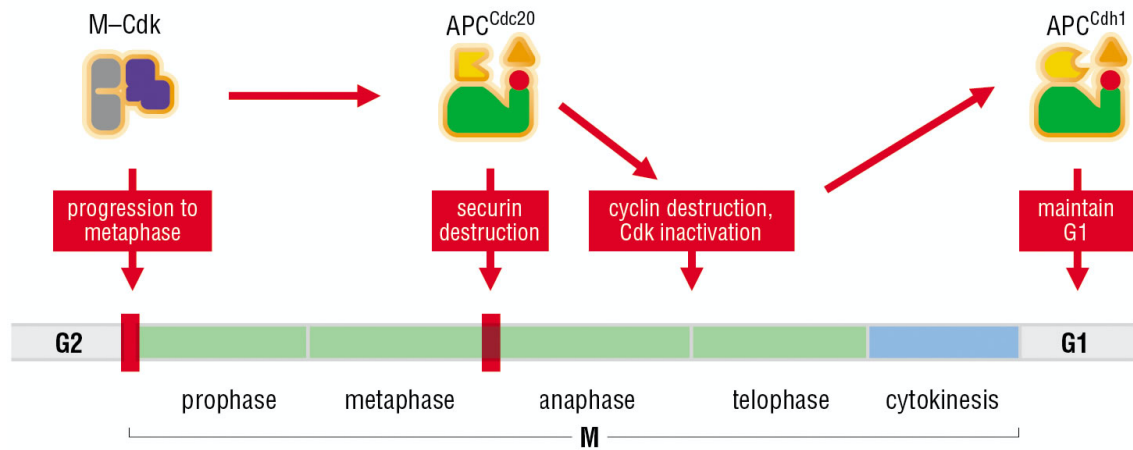 M–Cdk
APC^Cdc20
APC^Cdh1
progression to
metaphase
securin
destruction
cyclin destruction,
Cdk inactivation
maintain
G1
G2
G1
prophase
metaphase
anaphase
telophase
cytokinesis
M